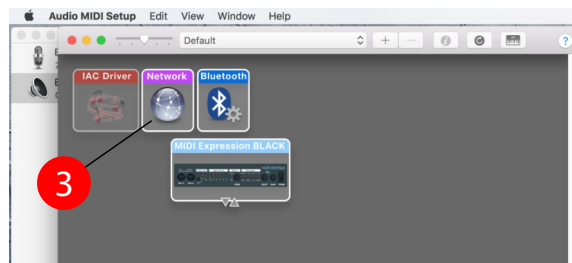 Audio MIDI Setup Edit View Window Help
Default
?
IAC Driver Network Bluetooth
MIDI Expression BLACK
3